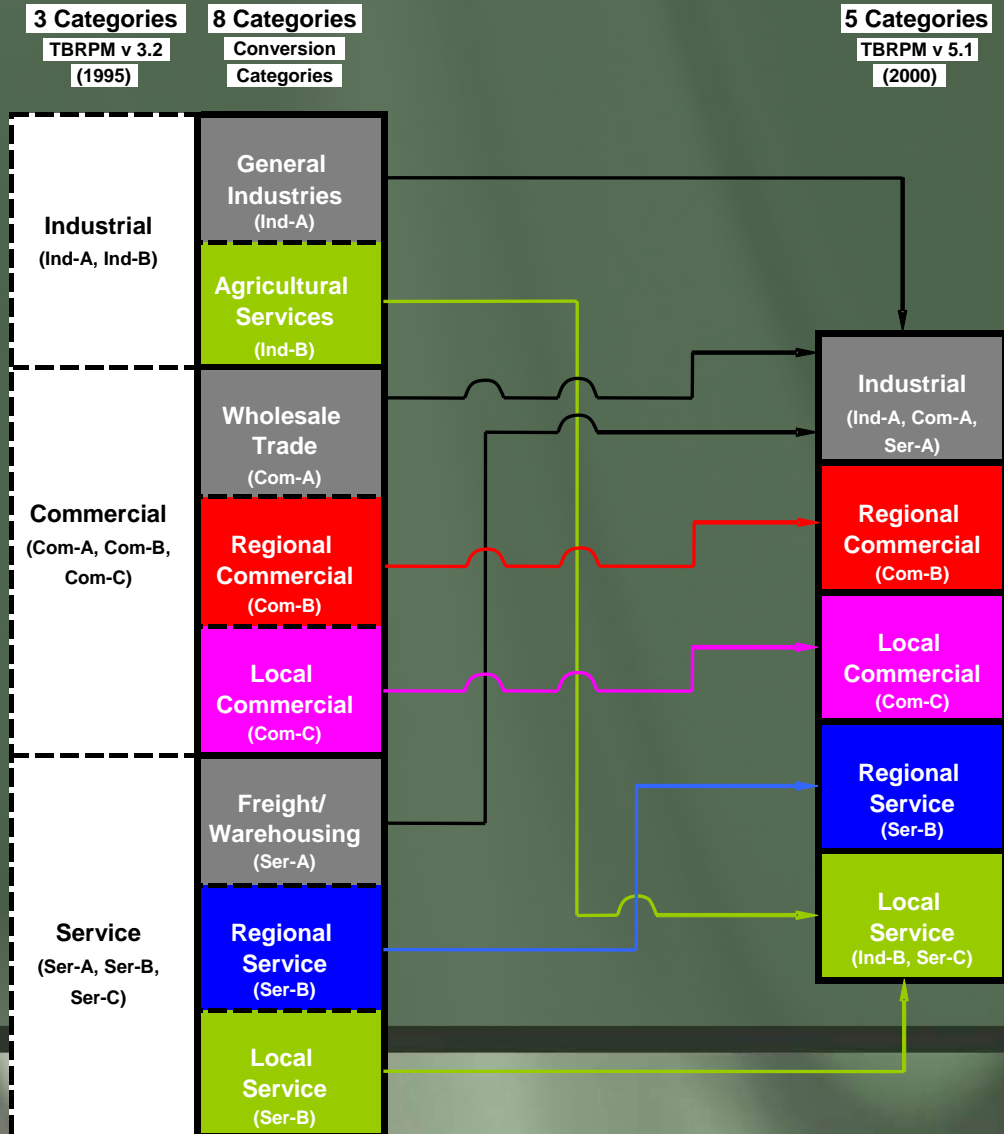 3 Categories
TBRPM v 3.2
(1995)
8 Categories
Conversion
Categories
5 Categories
TBRPM v 5.1
(2000)
Industrial
(Ind-A, Ind-B)
Commercial
(Com-A, Com-B,
Com-C)
Service
(Ser-A, Ser-B,
Ser-C)
General
Industries
(Ind-A)
Agricultural
Services
(Ind-B)
Wholesale
Trade
(Com-A)
Regional
Commercial
(Com-B)
Local
Commercial
(Com-C)
Freight/
Warehousing
(Ser-A)
Regional
Service
(Ser-B)
Local
Service
(Ser-B)
Industrial
(Ind-A, Com-A,
Ser-A)
Regional
Commercial
(Com-B)
Local
Commercial
(Com-C)
Regional
Service
(Ser-B)
Local
Service
(Ind-B, Ser-C)